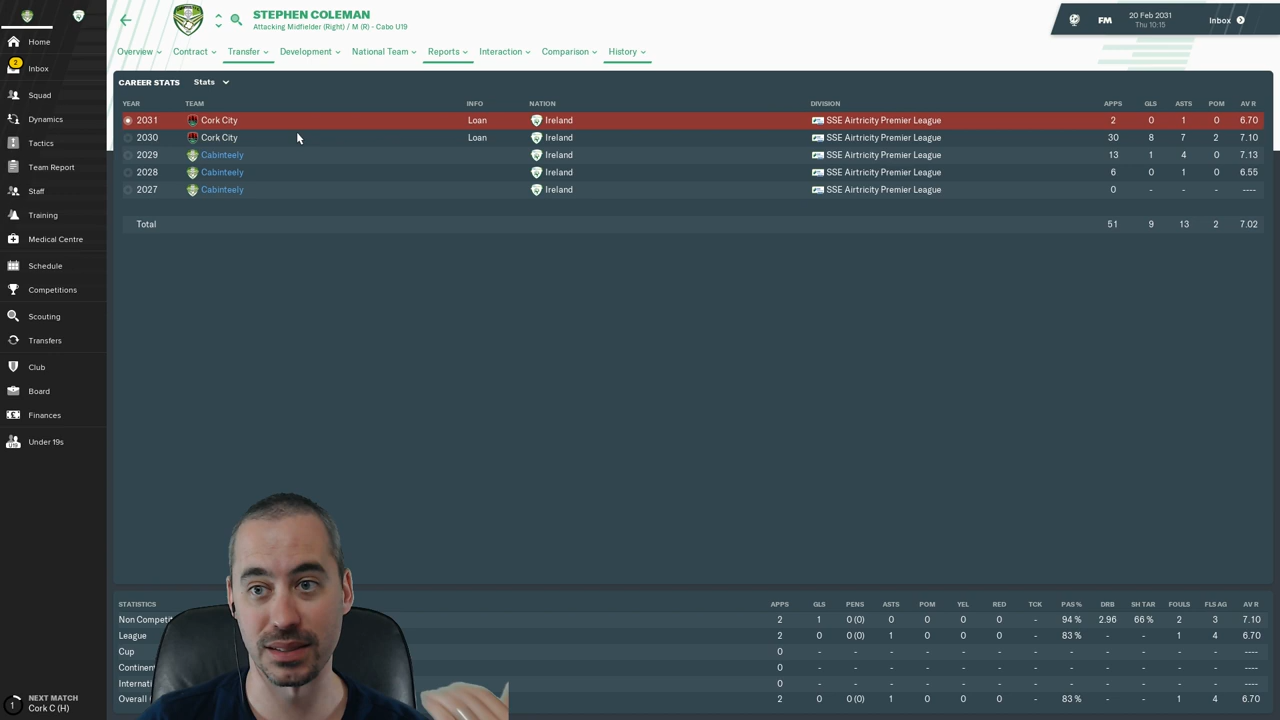 STEPHEN COLEMAN
Attacking Midfielder (Right) / M (R) - Cabo U19
20 Feb 2031
Thu 10:15
FM
Inbox
Overview Contract Transfer Development National Team Reports Interaction Comparison History
Home
2
Inbox
Squad
Dynamics
Tactics
Team Report
Staff
Training
Medical Centre
Schedule
Competitions
Scouting
Transfers
Club
Board
Finances
Under 19s
1 NEXT MATCH
Cork C (H)
CAREER STATS Stats
YEAR TEAM INFO NATION DIVISION APPS GLS ASTS POM AV R
2031 Cork City Loan Ireland SSE Airtricity Premier League 2 0 1 0 6.70
2030 Cork City Loan Ireland SSE Airtricity Premier League 30 8 7 2 7.10
2029 Cabinteely Ireland SSE Airtricity Premier League 13 1 4 0 7.13
2028 Cabinteely Ireland SSE Airtricity Premier League 6 0 1 0 6.55
2027 Cabinteely Ireland SSE Airtricity Premier League 0 - - - ----
Total 51 9 13 2 7.02
STATISTICS APPS GLS PENS ASTS POM YEL RED TCK PAS % DRB SH TAR FOULS FLS AG AV R
Non Competit 2 1 0 (0) 0 0 0 0 - 94 % 2.96 66 % 2 3 7.10
League 2 0 0 (0) 1 0 0 0 - 83 % - - 1 4 6.70
Cup 0 - - - - - - - - - - - - ----
Continen 0 - - - - - - - - - - - - ----
Internati 0 - - - - - - - - - - - - ----
Overall 2 0 0 (0) 1 0 0 0 - 83 % - - 1 4 6.70